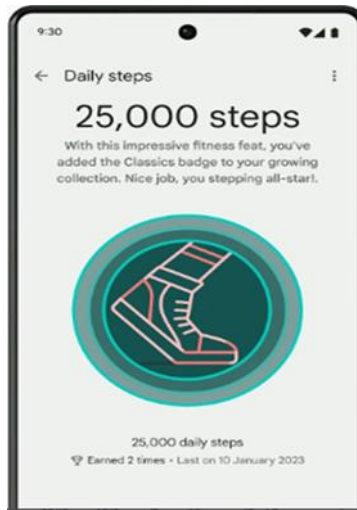 9:30
Daily steps
25,000 steps
With this impressive fitness feat, you've
added the Classics badge to your growing
collection. Nice job, you stepping all-star!.
25,000 daily steps
Earned 2 times • Last on 10 January 2023